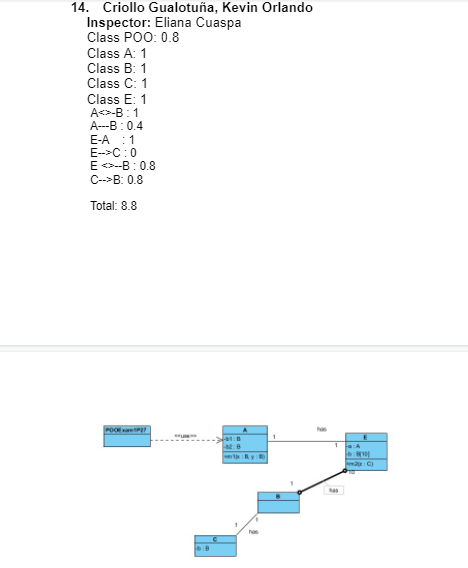 14. Criollo Gualotuña, Kevin Orlando
Inspector: Eliana Cuaspa
Class POO: 0.8
Class A: 1
Class B: 1
Class C: 1
Class E: 1
A<>-B : 1
A---B : 0.4
E-A : 1
E-->C : 0
E <>--B : 0.8
C-->B: 0.8
Total: 8.8
POOExam1P27
<<use>>
A
-b1 : B
-b2 : B
+m1(x : B, y : B)
1
has
1
E
-a : A
-b : B[10]
+m2(z : C)
10
has
1
B
1
1
has
C
-b : B